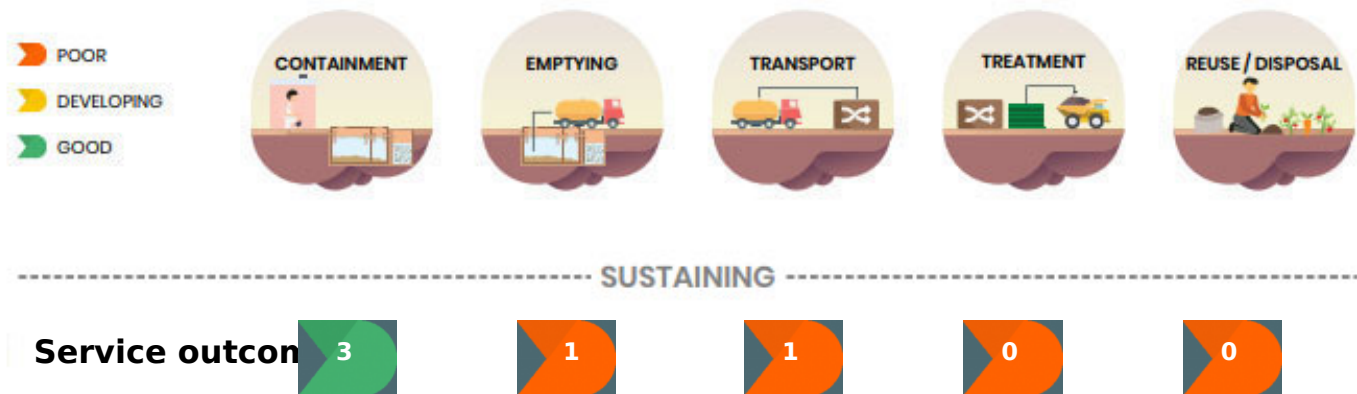 POOR
DEVELOPING
GOOD
CONTAINMENT
EMPTYING
TRANSPORT
TREATMENT
REUSE / DISPOSAL
SUSTAINING
Service outcon
3
1
1
0
0